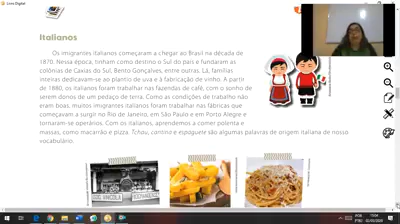 Livro Digital
Italianos
Os imigrantes italianos começaram a chegar ao Brasil na década de
1870. Nessa época, tinham como destino o Sul do país e fundaram as
colônias de Caxias do Sul, Bento Gonçalves, entre outras. Lá, famílias
inteiras dedicavam-se ao plantio de uva e à fabricação de vinho. A partir
de 1880, os italianos foram trabalhar nas fazendas de café, com o sonho de
serem donos de um pedaço de terra. Como as condições de trabalho não
eram boas, muitos imigrantes italianos foram trabalhar nas fábricas que
começavam a surgir no Rio de Janeiro, em São Paulo e em Porto Alegre e
tornaram-se operários. Com os italianos, aprendemos a comer polenta e
massas, como macarrão e pizza. Tchau, cantina e espaguete são algumas palavras de origem italiana de nosso
vocabulário.